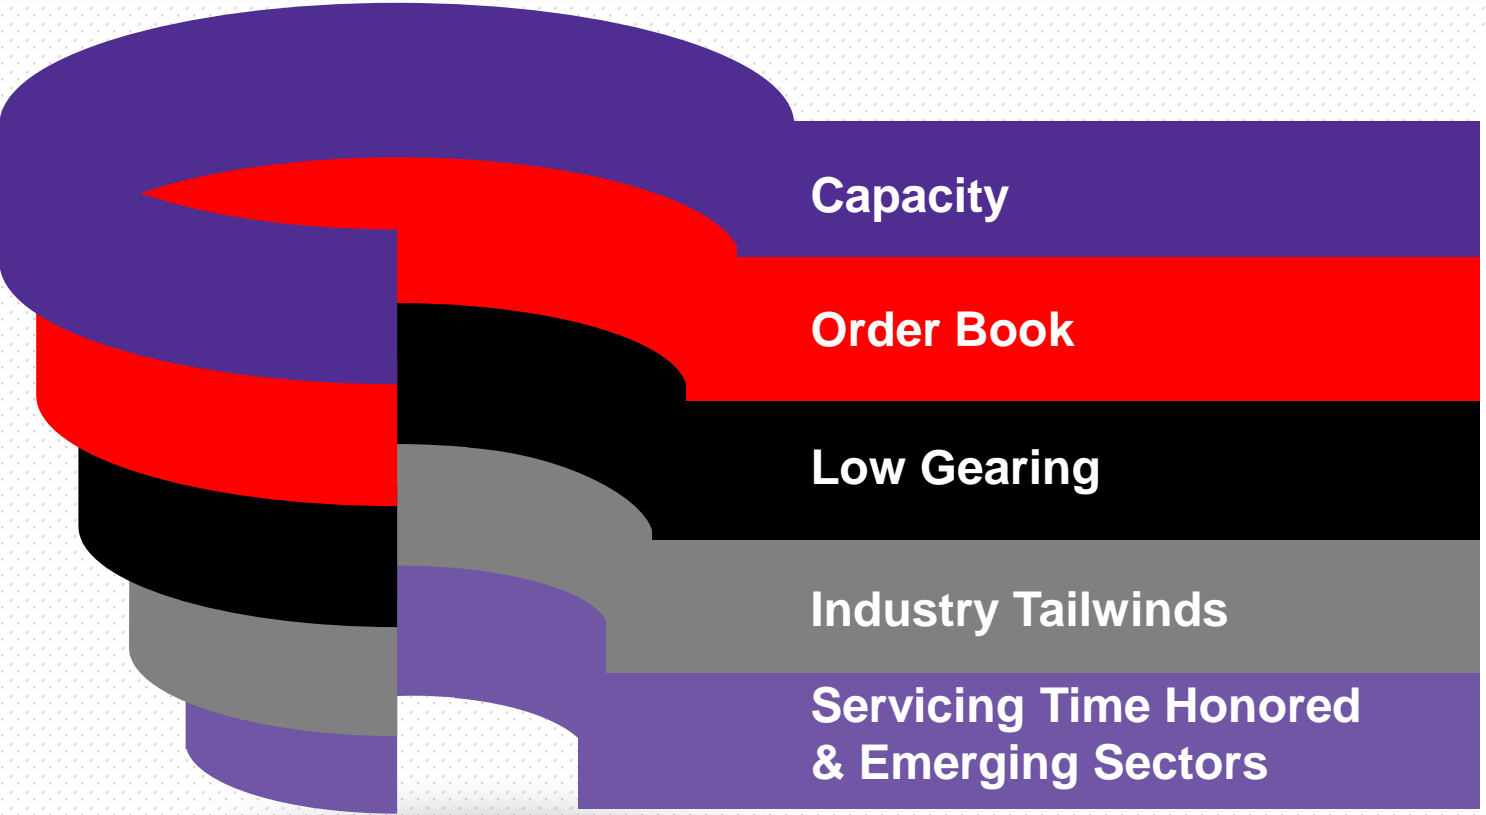 Capacity
Order Book
Low Gearing
Industry Tailwinds
Servicing Time Honored
& Emerging Sectors